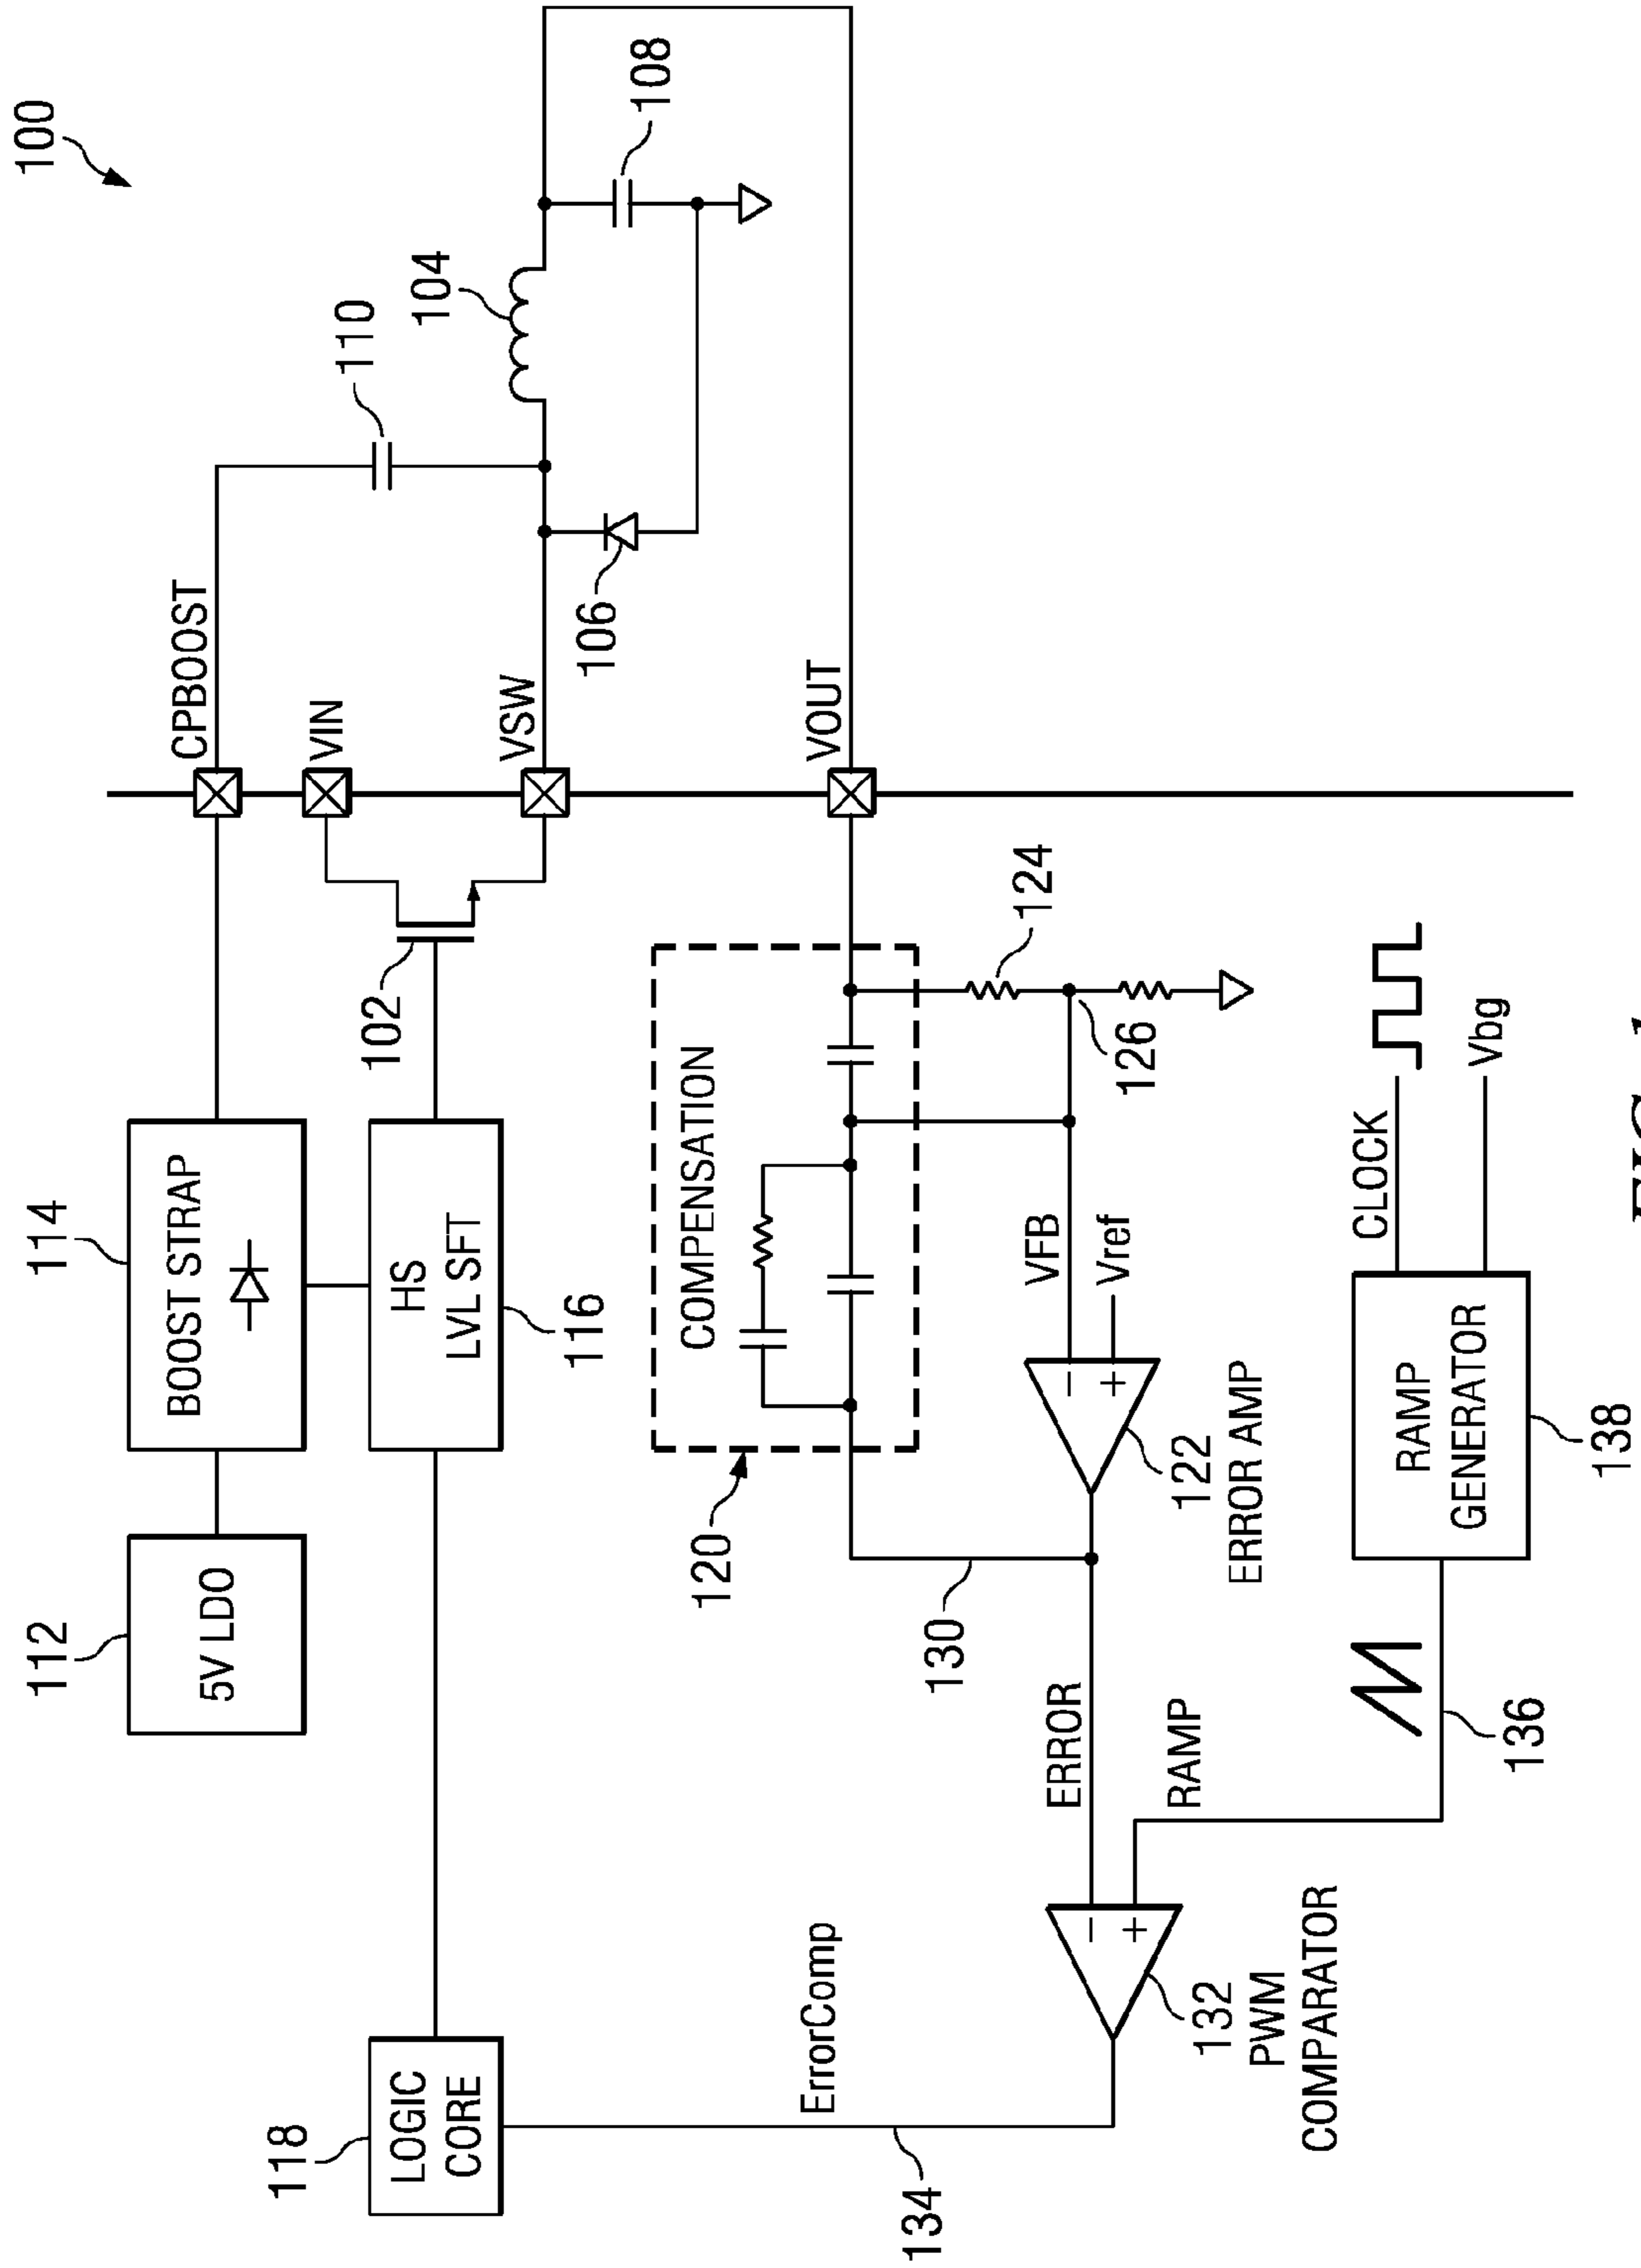 100
114
112
BOOST STRAP
5V LDO
CPBOOST
110
108
VIN
104
HS
LVL SFT
116
102
VSW
106
118
LOGIC
CORE
COMPENSATION
120
VOUT
124
126
130
VFB
Vref
122
ERROR AMP
ErrorComp
134
ERROR
RAMP
132
PWM
COMPARATOR
136
CLOCK
Vbg
RAMP
GENERATOR
138